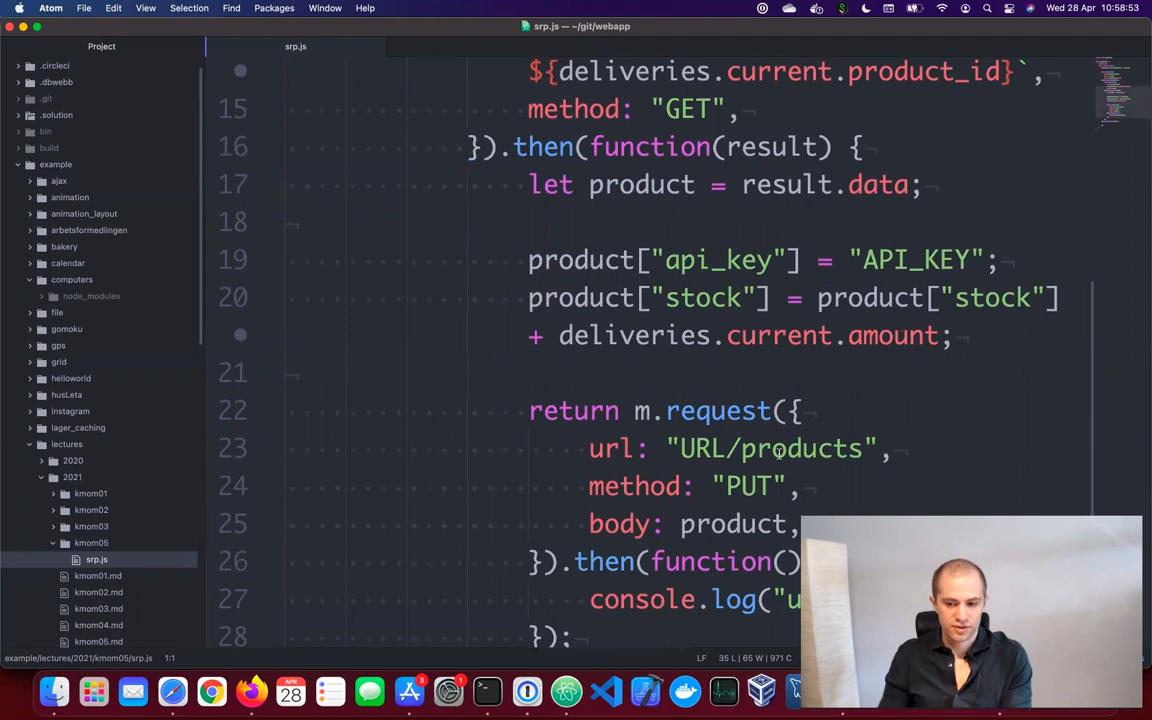 Atom File Edit View Selection Find Packages Window Help Wed 28 Apr 10:58:53
srp.js — ~/git/webapp
Project
srp.js
.circleci
.dbwebb
.git
.solution
bin
build
example
ajax
animation
animation_layout
arbetsformedlingen
bakery
calendar
computers
node_modules
file
gomoku
gps
grid
helloworld
husLeta
instagram
lager_caching
lectures
2020
2021
kmom01
kmom02
kmom03
kmom05
srp.js
kmom01.md
kmom02.md
kmom03.md
kmom04.md
kmom05.md
${deliveries.current.product_id}`,
15 method: "GET",
16 }).then(function(result) {
17 let product = result.data;
18
19 product["api_key"] = "API_KEY";
20 product["stock"] = product["stock"]
+ deliveries.current.amount;
21
22 return m.request({
23 url: "URL/products",
24 method: "PUT",
25 body: product,
26 }).then(function()
27 console.log("u
28 });
example/lectures/2021/kmom05/srp.js 1:1 LF 35 L | 65 W | 971 C
APR
28
3
1